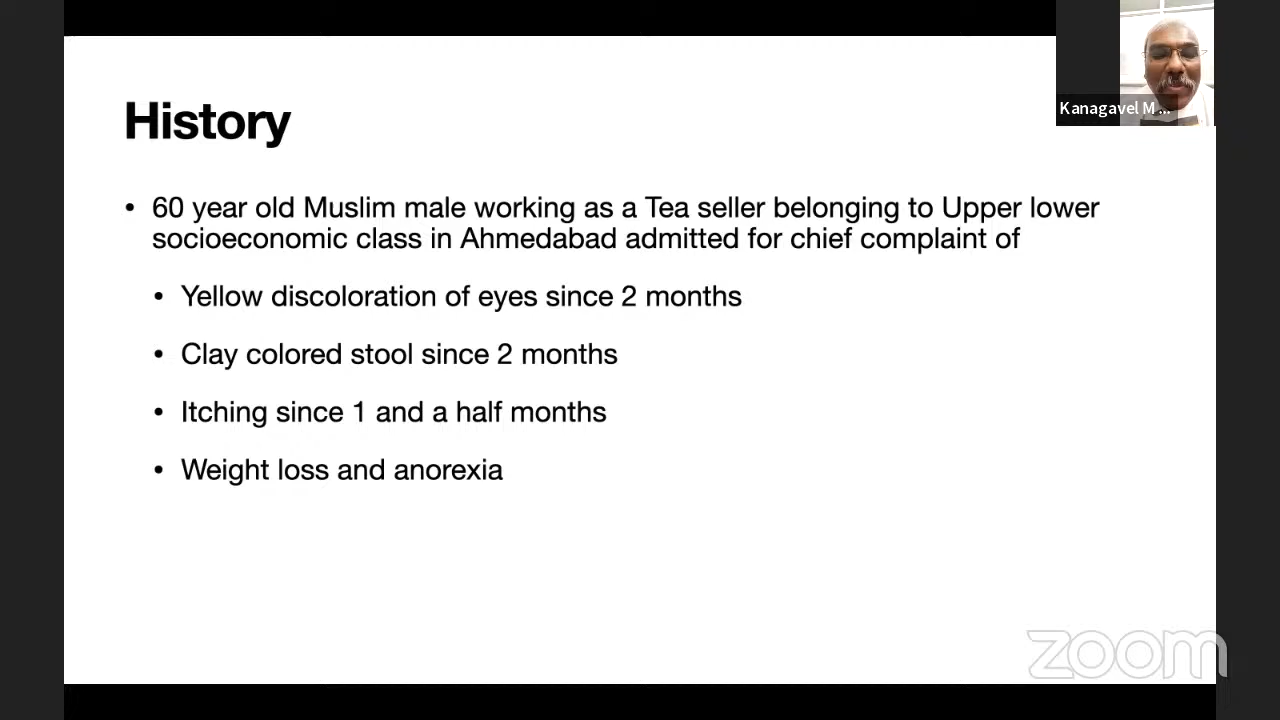 History
Kanagavel M ...
• 60 year old Muslim male working as a Tea seller belonging to Upper lower
socioeconomic class in Ahmedabad admitted for chief complaint of
• Yellow discoloration of eyes since 2 months
• Clay colored stool since 2 months
• Itching since 1 and a half months
• Weight loss and anorexia
zoom